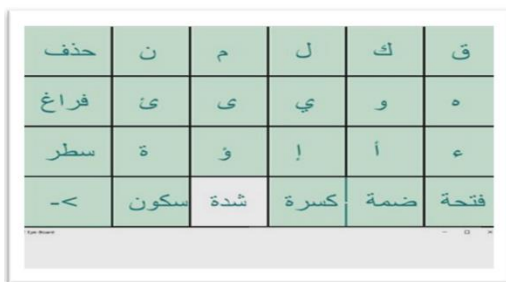 ق ك ل م ن حذف
ه و ي ى ئ فراغ
ء أ إ ؤ ة سطر
فتحة ضمة كسرة شدة سكون <-
Eye Board